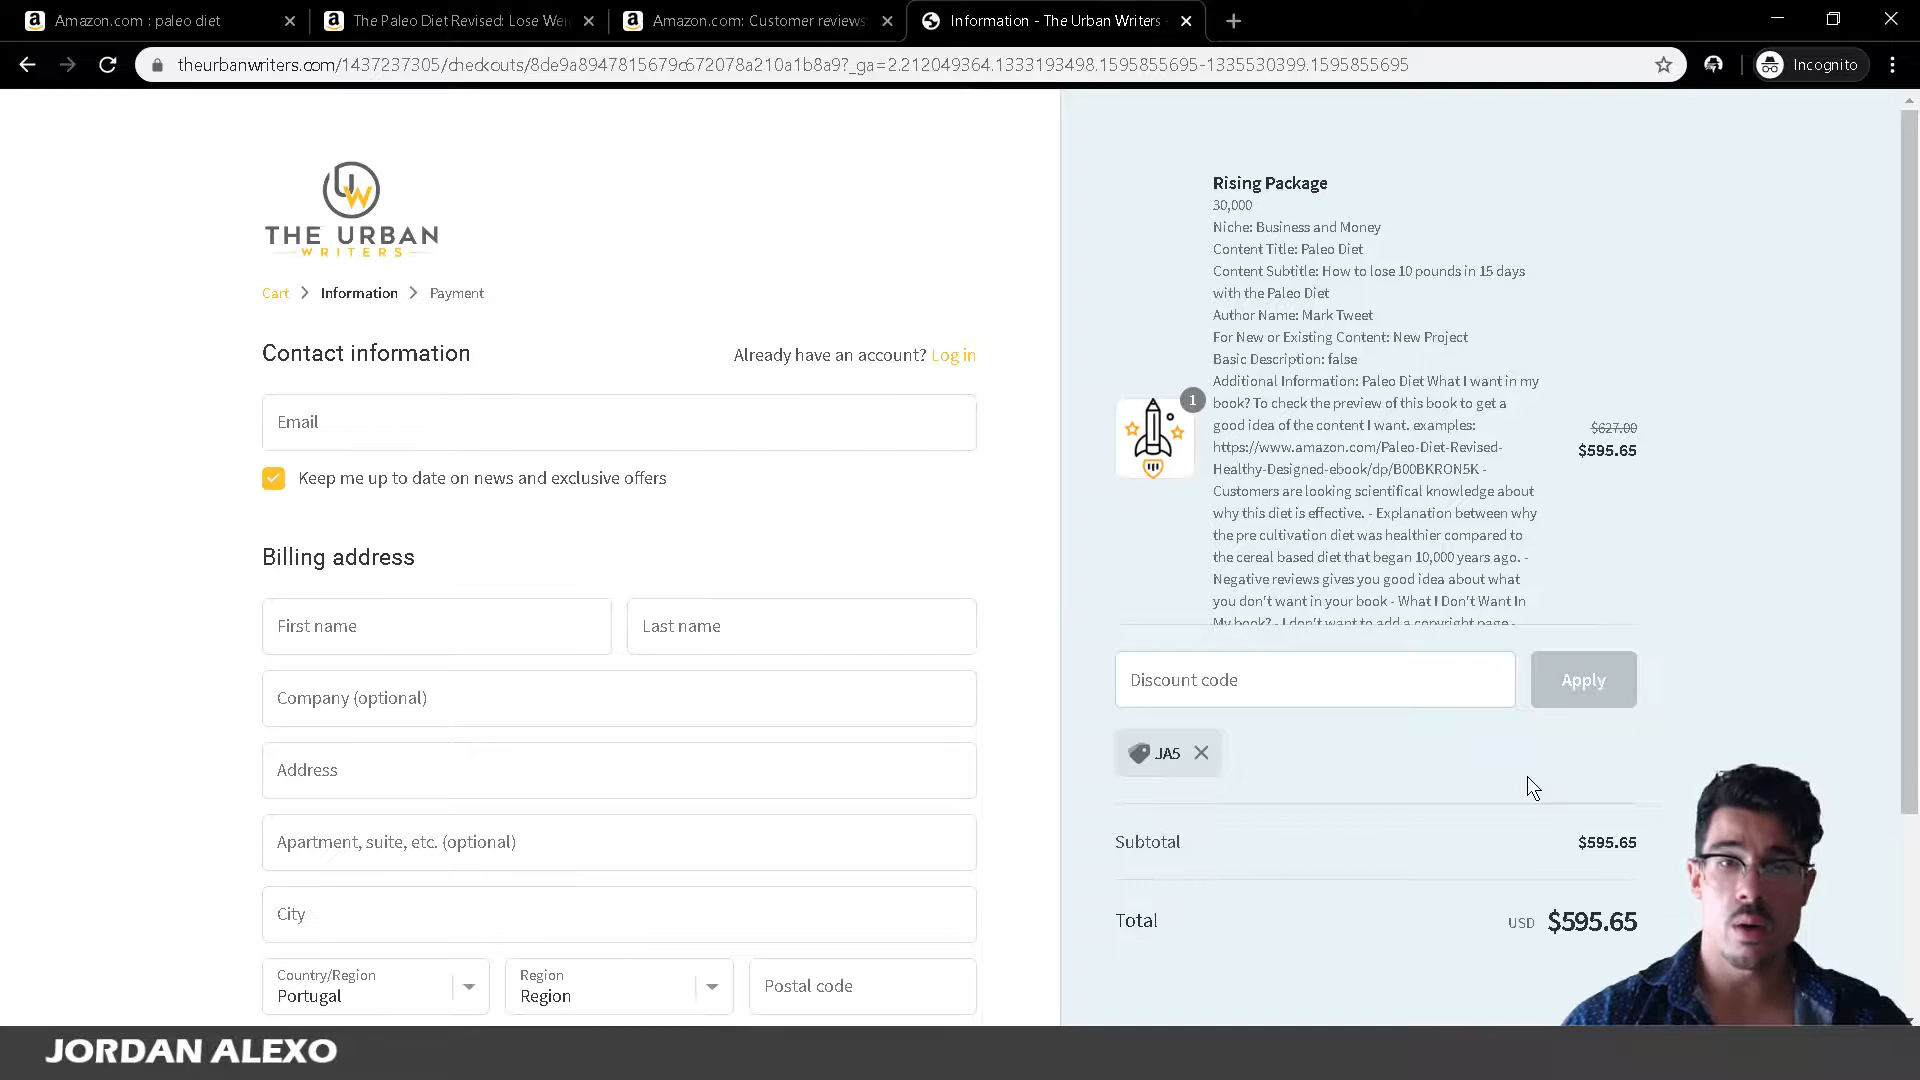 Amazon.com : paleo diet
The Paleo Diet Revised: Lose Wei
Amazon.com: Customer reviews:
Information - The Urban Writers -
theurbanwriters.com/1437237305/checkouts/8de9a8947815679c672078a210a1b8a9?_ga=2.212049364.1333193498.1595855695-1335530399.1595855695
Incognito
THE URBAN
WRITERS
Cart > Information > Payment
Contact information
Already have an account? Log in
Email
Keep me up to date on news and exclusive offers
Billing address
First name
Last name
Company (optional)
Address
Apartment, suite, etc. (optional)
City
Country/Region
Portugal
Region
Region
Postal code
Rising Package
30,000
Niche: Business and Money
Content Title: Paleo Diet
Content Subtitle: How to lose 10 pounds in 15 days
with the Paleo Diet
Author Name: Mark Tweet
For New or Existing Content: New Project
Basic Description: false
Additional Information: Paleo Diet What I want in my
book? To check the preview of this book to get a
good idea of the content I want. examples:
https://www.amazon.com/Paleo-Diet-Revised-
Healthy-Designed-ebook/dp/B00BKRON5K -
Customers are looking scientifical knowledge about
why this diet is effective. - Explanation between why
the pre cultivation diet was healthier compared to
the cereal based diet that began 10,000 years ago. -
Negative reviews gives you good idea about what
you don't want in your book - What I Don't Want In
My book? - I don't want to add a copyright page -
1
$627.00
$595.65
Discount code
Apply
JA5
Subtotal
$595.65
Total
USD $595.65
JORDAN ALEXO